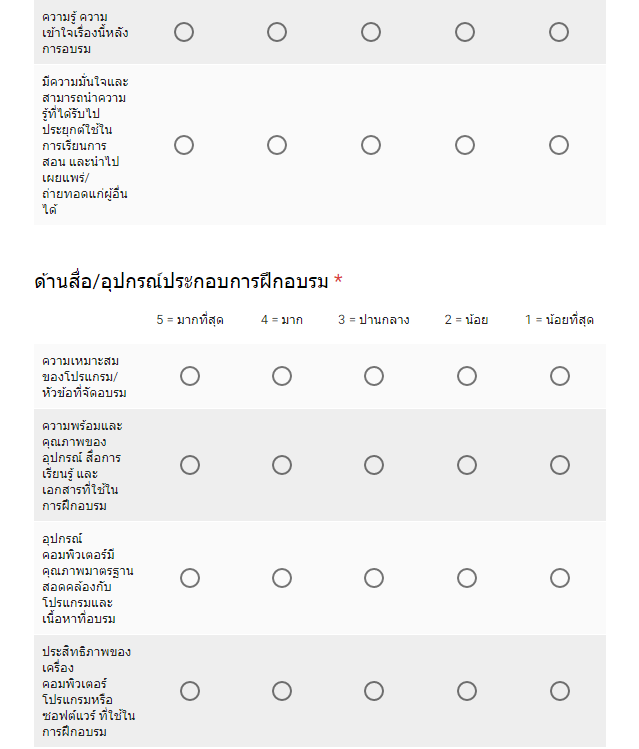 ความรู้ ความ
เข้าใจเรื่องนี้หลัง
การอบรม
มีความมั่นใจและ
สามารถนำความ
รู้ที่ได้รับไป
ประยุกต์ใช้ใน
การเรียนการ
สอน และนำไป
เผยแพร่/
ถ่ายทอดแก่ผู้อื่น
ได้
ด้านสื่อ/อุปกรณ์ประกอบการฝึกอบรม *
5 = มากที่สุด 4 = มาก 3 = ปานกลาง 2 = น้อย 1 = น้อยที่สุด
ความเหมาะสม
ของโปรแกรม/
หัวข้อที่จัดอบรม
ความพร้อมและ
คุณภาพของ
อุปกรณ์ สื่อการ
เรียนรู้ และ
เอกสารที่ใช้ใน
การฝึกอบรม
อุปกรณ์
คอมพิวเตอร์มี
คุณภาพมาตรฐาน
สอดคล้องกับ
โปรแกรมและ
เนื้อหาที่อบรม
ประสิทธิภาพของ
เครื่อง
คอมพิวเตอร์
โปรแกรมหรือ
ซอฟต์แวร์ ที่ใช้ใน
การฝึกอบรม